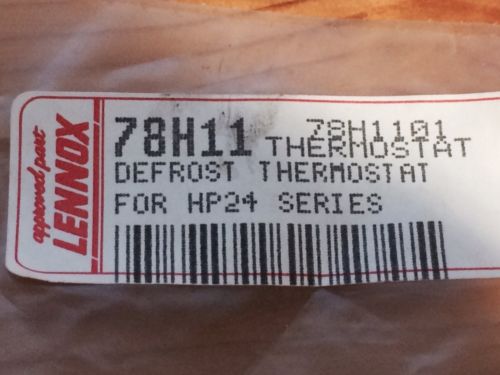 approved part
LENNOX
78H11 78H1101
THERMOSTAT
DEFROST THERMOSTAT
FOR HP24 SERIES